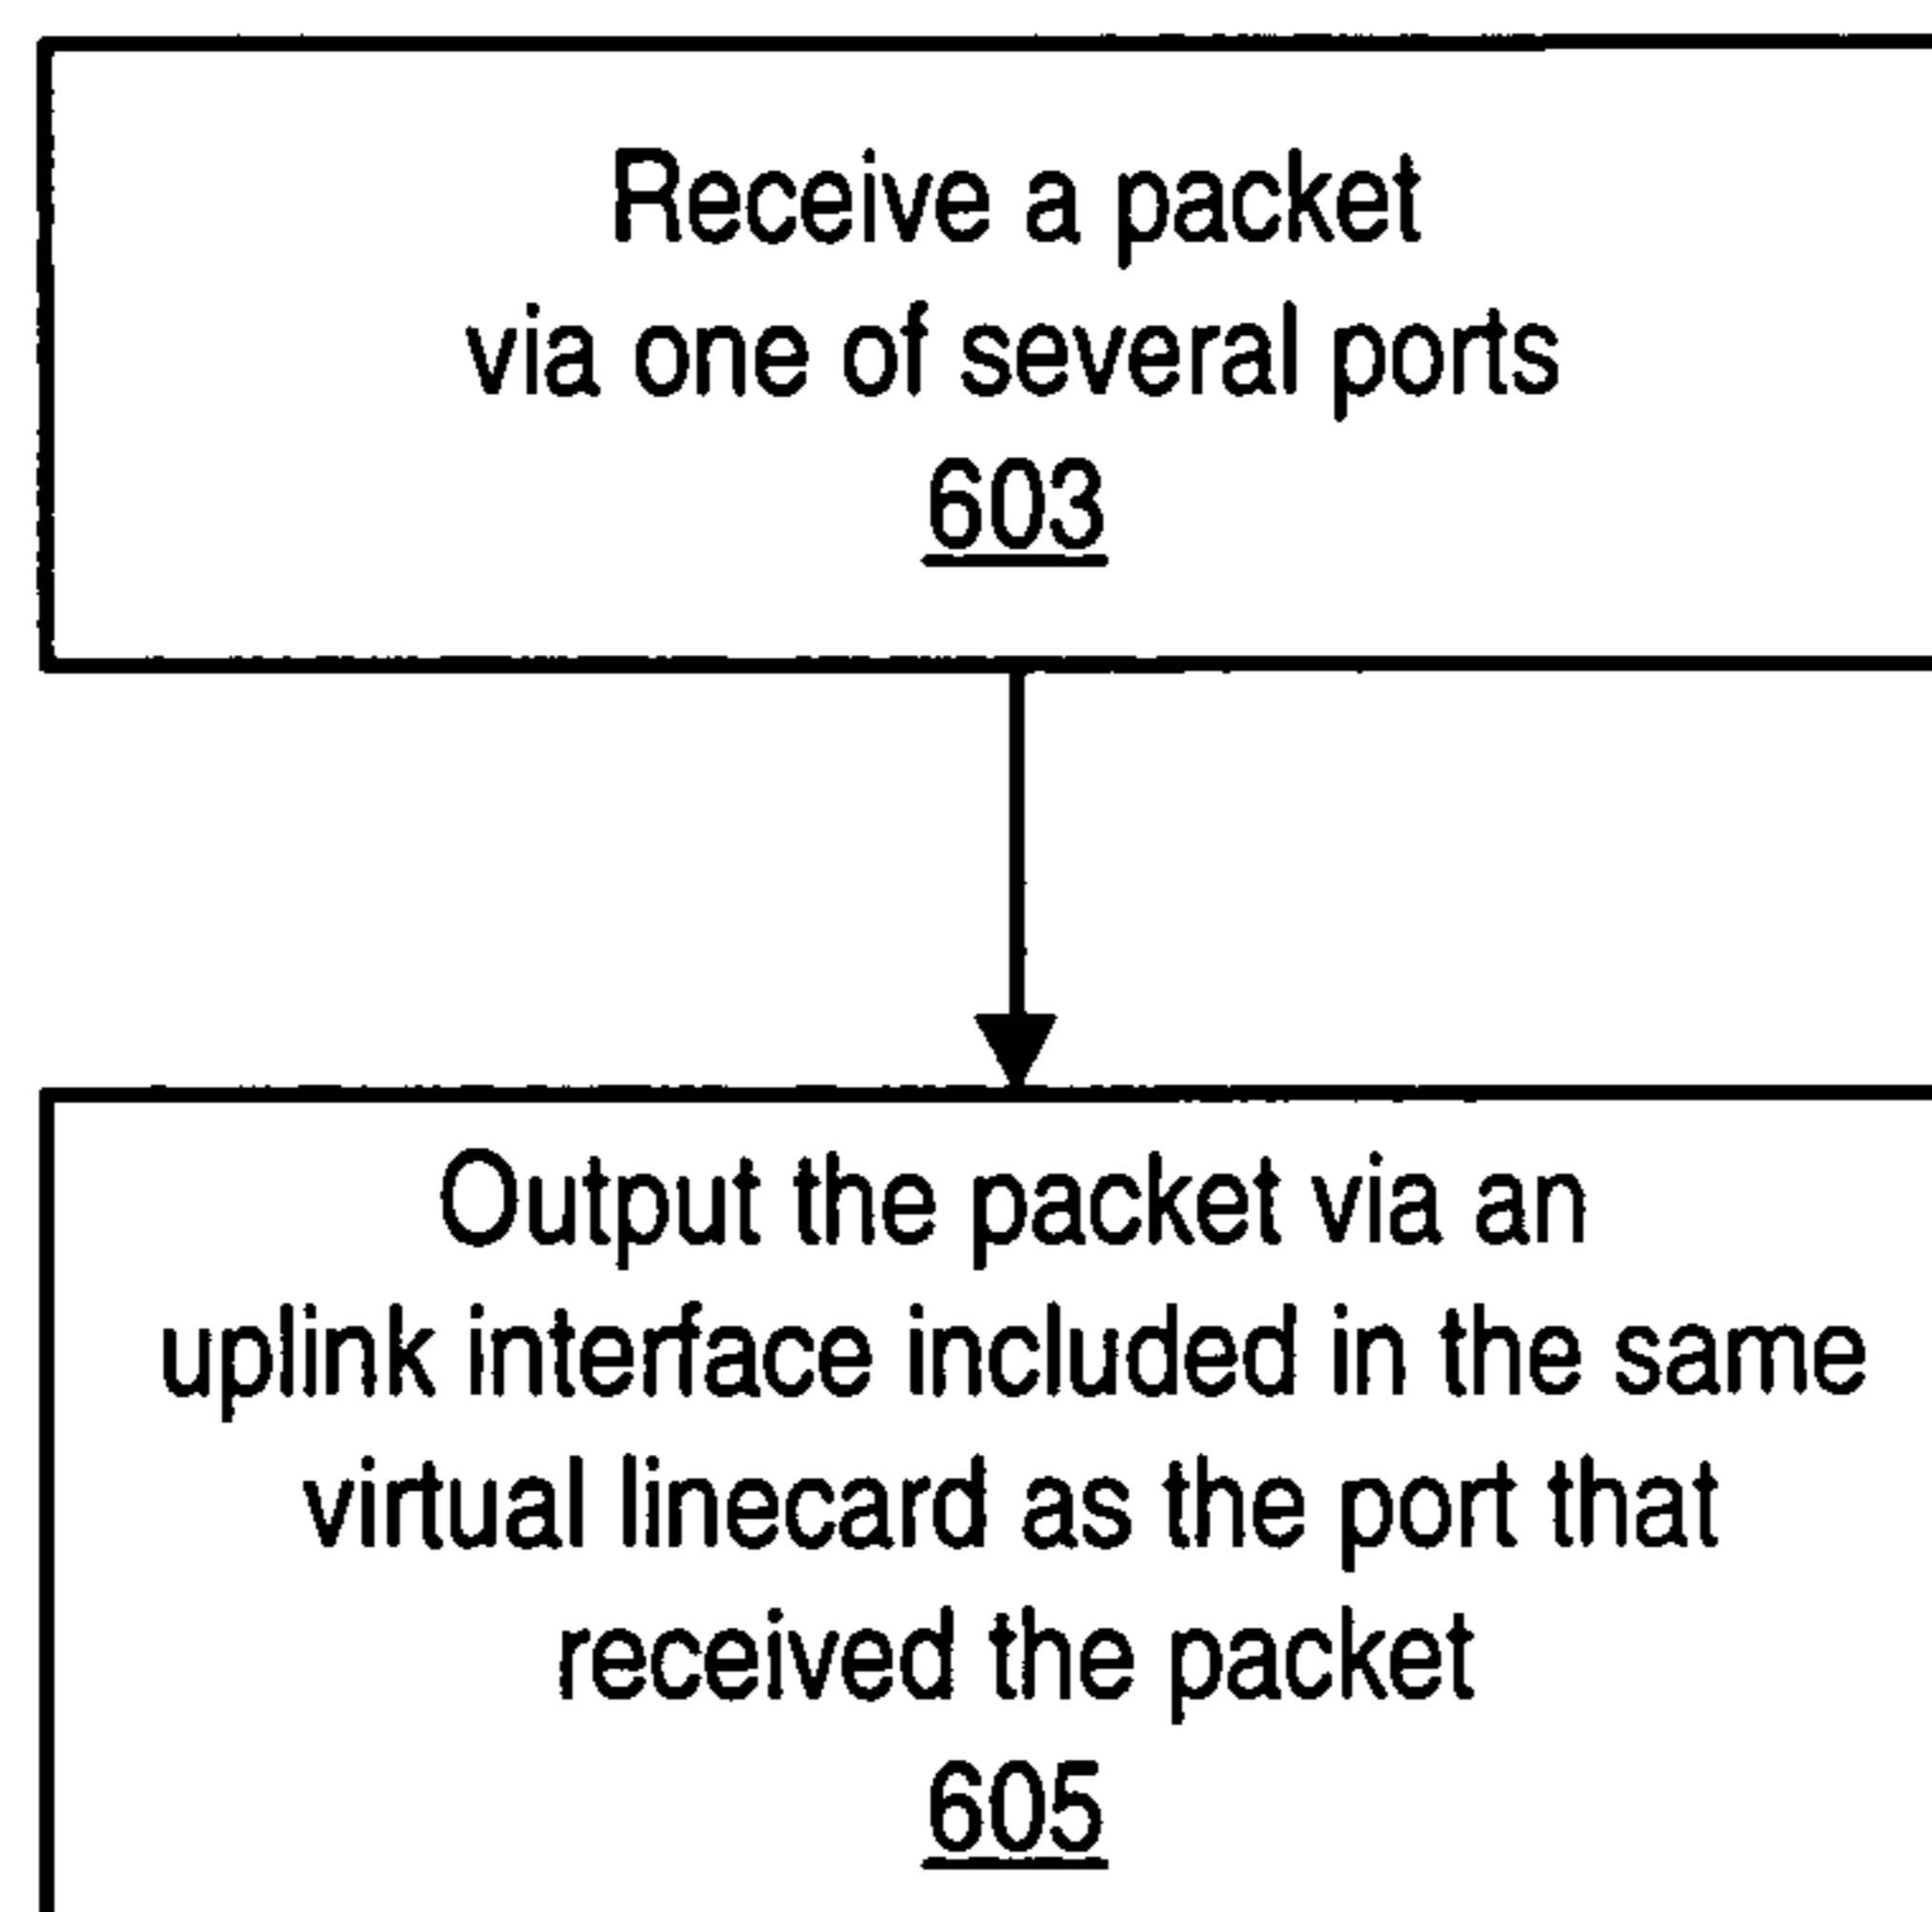 Receive a packet
via one of several ports
603
Output the packet via an
uplink interface included in the same
virtual linecard as the port that
received the packet
605